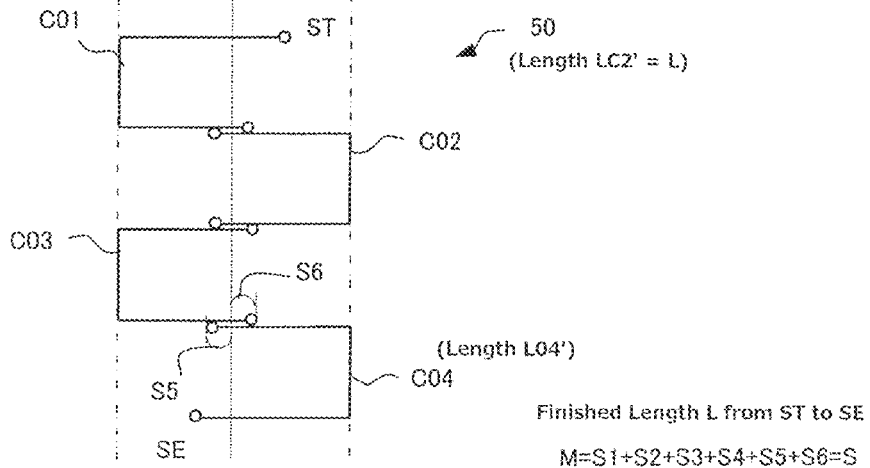 C01
ST
50
(Length LC2' = L)
C02
C03
S6
(Length L04')
C04
S5
Finished Length L from ST to SE
SE
M=S1+S2+S3+S4+S5+S6=S